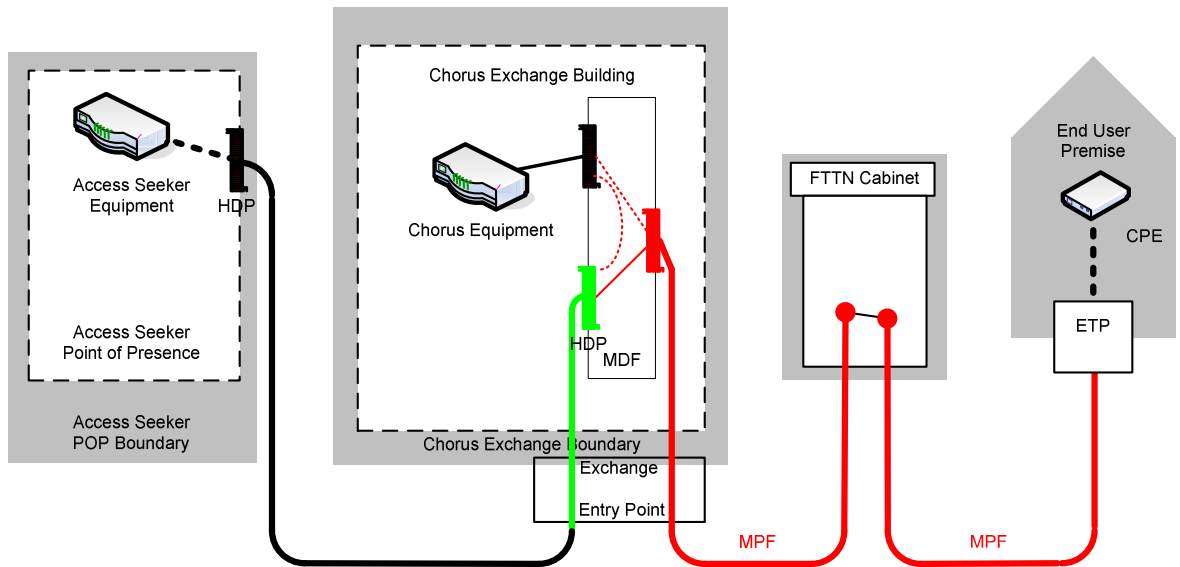 Access Seeker
Equipment
HDP
Access Seeker
Point of Presence
Access Seeker
POP Boundary
Chorus Exchange Building
Chorus Equipment
HDP
MDF
Chorus Exchange Boundary
Exchange
Entry Point
MPF
FTTN Cabinet
MPF
End User
Premise
CPE
ETP